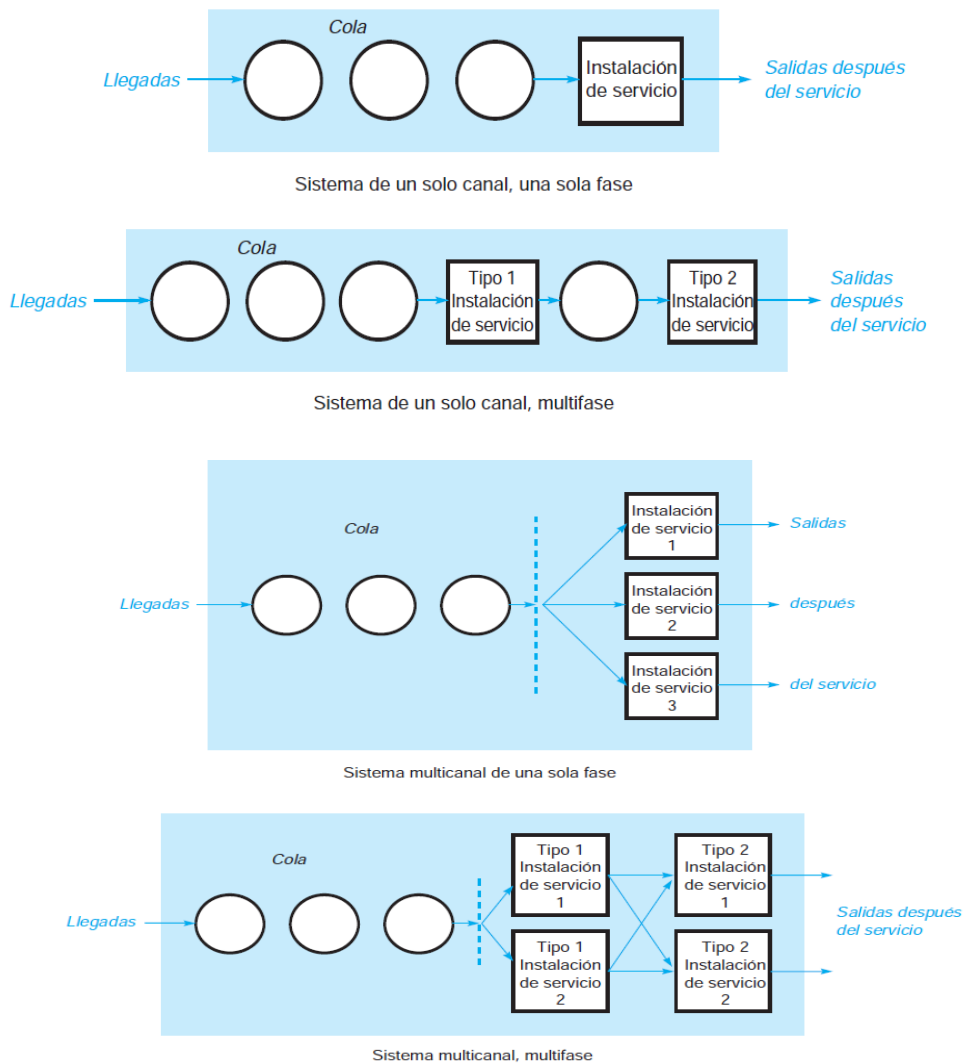 Cola
Llegadas
Instalación
de servicio
Salidas después
del servicio
Sistema de un solo canal, una sola fase
Cola
Llegadas
Tipo 1
Instalación
de servicio
Tipo 2
Instalación
de servicio
Salidas
después
del servicio
Sistema de un solo canal, multifase
Cola
Llegadas
Instalación
de servicio
1
Salidas
Instalación
de servicio
2
después
Instalación
de servicio
3
del servicio
Sistema multicanal de una sola fase
Cola
Llegadas
Tipo 1
Instalación
de servicio
1
Tipo 2
Instalación
de servicio
1
Tipo 1
Instalación
de servicio
2
Tipo 2
Instalación
de servicio
2
Salidas después
del servicio
Sistema multicanal, multifase